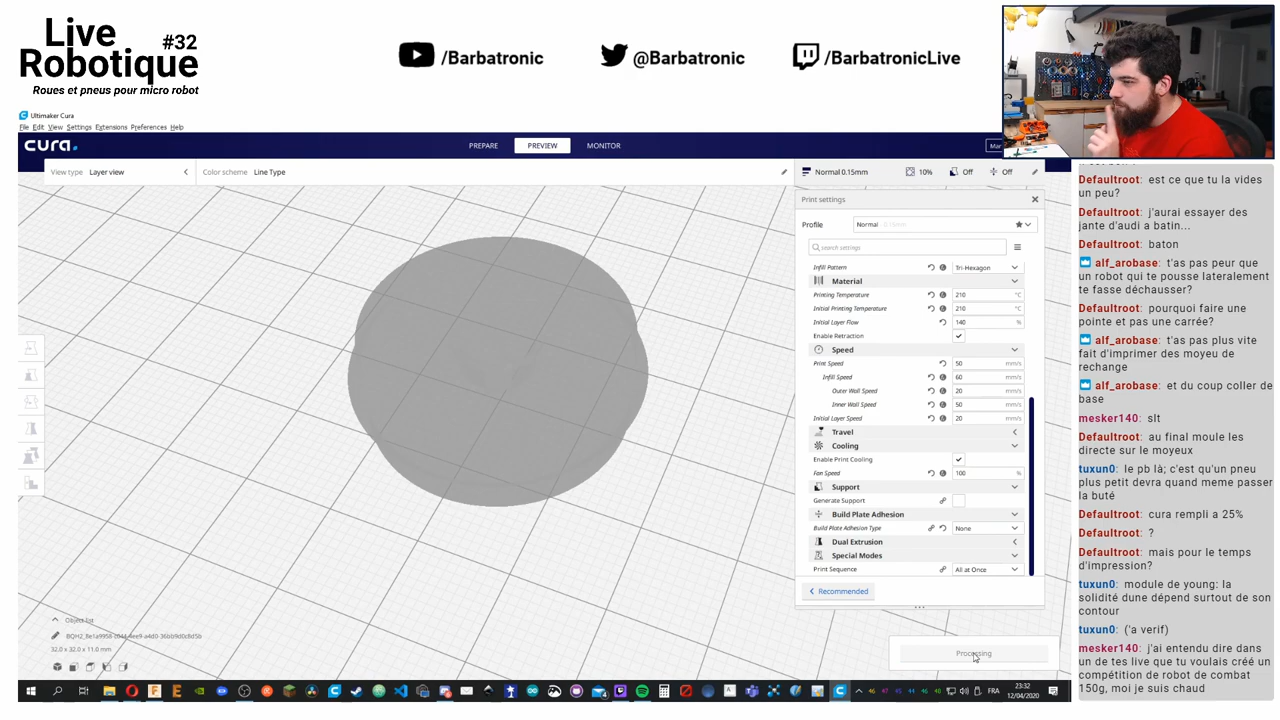 Live
Robotique #32
Roues et pneus pour micro robot
/Barbatronic
@Barbatronic
/BarbatronicLive
Ultimaker Cura
File Edit View Settings Extensions Preferences Help
cura.
PREPARE
PREVIEW
MONITOR
Mar
View type Layer view
Color scheme Line Type
Normal 0.15mm
10%
Off
Off
Print settings
Profile
Normal 0.15mm
search settings
Infill Pattern
Tri-Hexagon
Material
Printing Temperature
210 °C
Initial Printing Temperature
210 °C
Initial Layer Flow
140 %
Enable Retraction
Speed
Print Speed
50 mm/s
Infill Speed
60 mm/s
Outer Wall Speed
20 mm/s
Inner Wall Speed
50 mm/s
Initial Layer Speed
20 mm/s
Travel
Cooling
Enable Print Cooling
Fan Speed
100 %
Support
Generate Support
Build Plate Adhesion
Build Plate Adhesion Type
None
Dual Extrusion
Special Modes
Print Sequence
All at Once
Recommended
Processing
Object list
32.0 x 32.0 x 11.0 mm
FRA
23:32
12/04/2020
Defaultroot: est ce que tu la vides
un peu?
Defaultroot: j'aurai essayer des
jante d'audi a batin...
Defaultroot: baton
alf_arobase: t'as pas peur que
un robot qui te pousse lateralement
te fasse déchausser?
Defaultroot: pourquoi faire une
pointe et pas une carrée?
alf_arobase: t'as pas plus vite
fait d'imprimer des moyeu de
rechange
alf_arobase: et du coup coller de
base
mesker140: slt
Defaultroot: au final moule les
directe sur le moyeux
tuxun0: le pb là; c'est qu'un pneu
plus petit devra quand meme passer
la buté
Defaultroot: cura rempli a 25%
Defaultroot: ?
Defaultroot: mais pour le temps
d'impression?
tuxun0: module de young: la
solidité dune dépend surtout de son
contour
tuxun0: ('a verif)
mesker140: j'ai entendu dire dans
un de tes live que tu voulais créé un
compétition de robot de combat
150g, moi je suis chaud